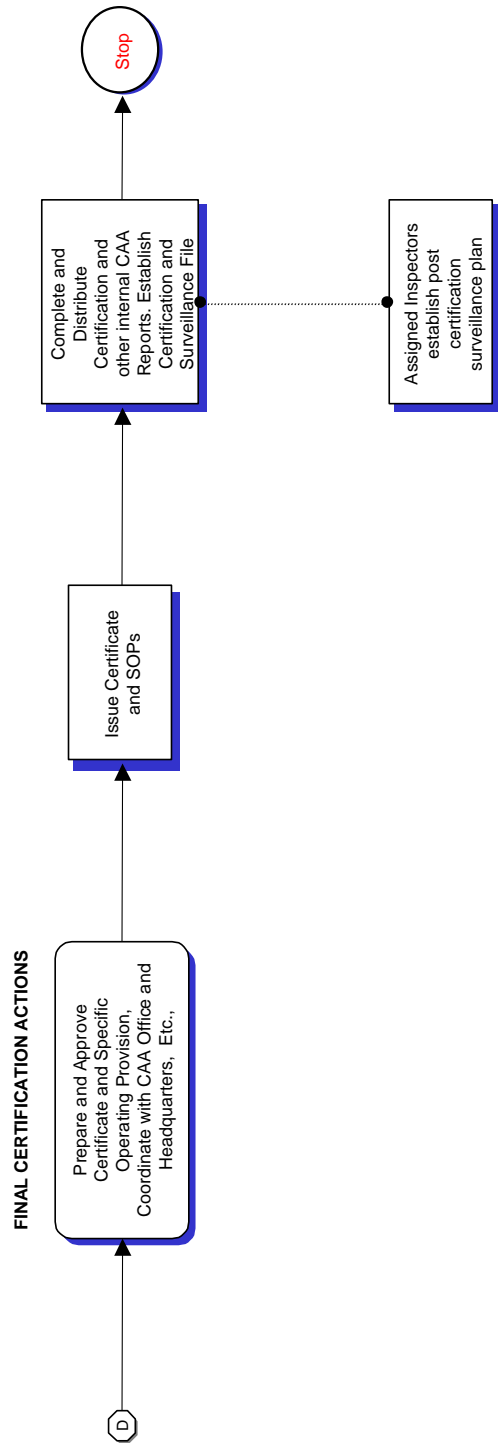 FINAL CERTIFICATION ACTIONS
D
Prepare and Approve
Certificate and Specific
Operating Provision,
Coordinate with CAA Office and
Headquarters, Etc.,
Issue Certificate
and SOPs
Complete and
Distribute
Certification and
other internal CAA
Reports. Establish
Certification and
Surveillance File
Stop
Assigned Inspectors
establish post
certification
surveillance plan